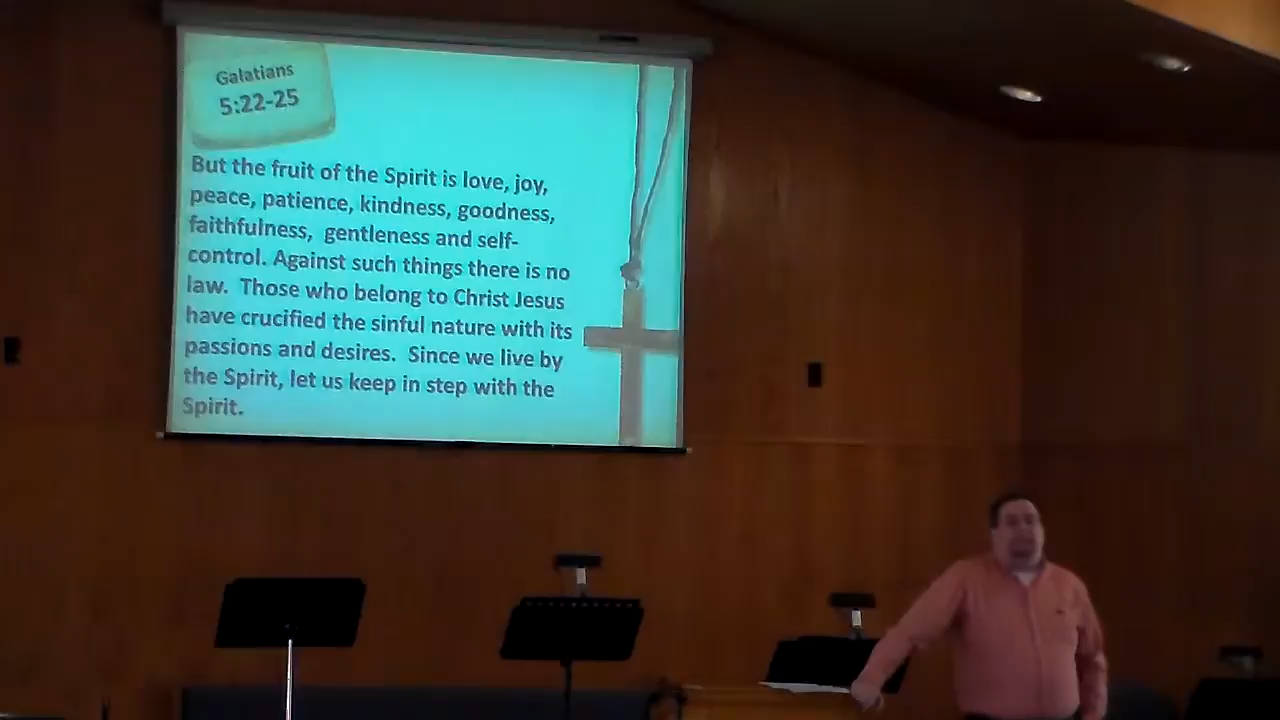 Galatians
5:22-25
But the fruit of the Spirit is love, joy,
peace, patience, kindness, goodness,
faithfulness,  gentleness and self-
control. Against such things there is no
law.  Those who belong to Christ Jesus
have crucified the sinful nature with its
passions and desires.  Since we live by
the Spirit, let us keep in step with the
Spirit.